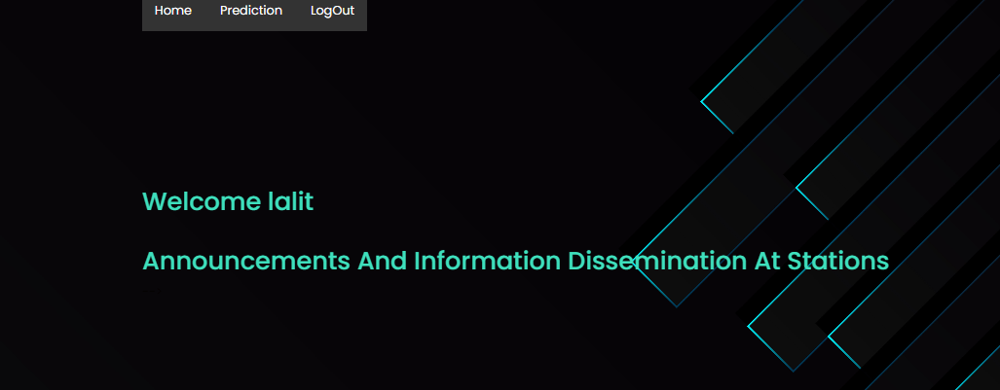 Home Prediction LogOut
Welcome lalit
Announcements And Information Dissemination At Stations